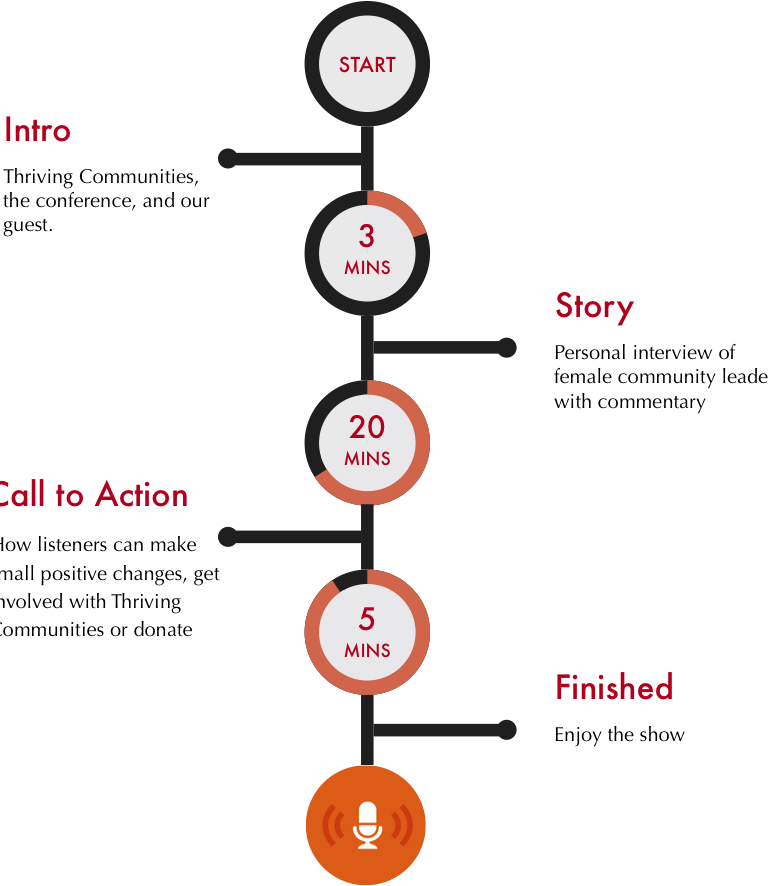 START
Intro
Thriving Communities,
the conference, and our
guest.
3
MINS
Story
Personal interview of
female community leade
with commentary
20
MINS
Call to Action
How listeners can make
mall positive changes, get
nvolved with Thriving
Communities or donate
5
MINS
Finished
Enjoy the show